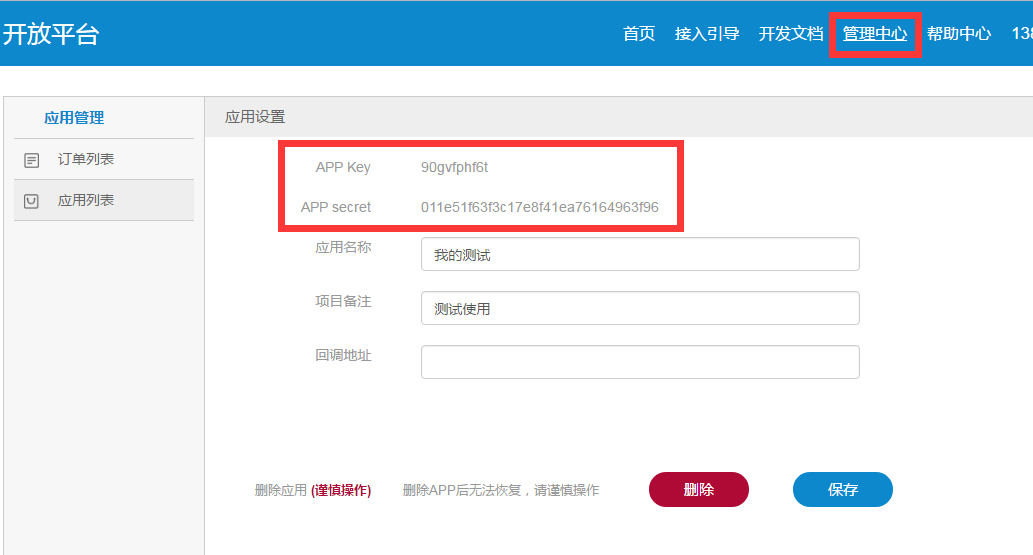 开放平台
首页 接入引导 开发文档 管理中心 帮助中心 138
应用管理
订单列表
应用列表
应用设置
APP Key 90gvfphf6t
APP secret 011e51f63f3c17e8f41ea76164963f96
应用名称 我的测试
项目备注 测试使用
回调地址
删除应用 (谨慎操作) 删除APP后无法恢复，请谨慎操作 删除 保存